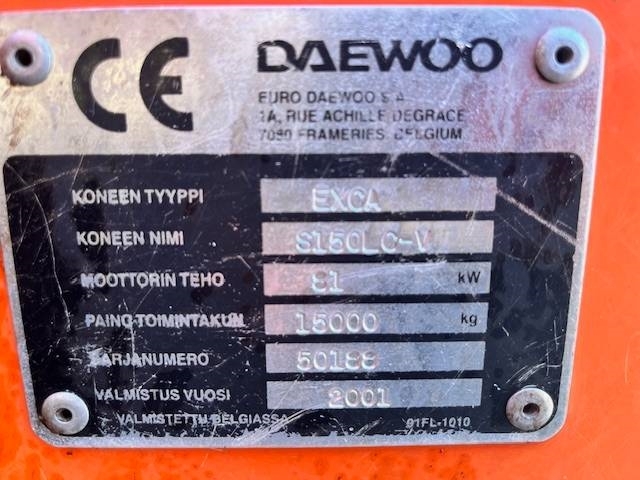 CE DAEWOO
EURO DAEWOO S.A.
1A, RUE ACHILLE DEGRACE
7080 FRAMERIES, BELGIUM
KONEEN TYYPPI EXCA
KONEEN NIMI S150LC-V
MOOTTORIN TEHO 81 kW
PAINO TOIMINTAKUN 15000 kg
SARJANUMERO 50188
VALMISTUS VUOSI 2001
VALMISTETTU BELGIASSA 91FL-1010